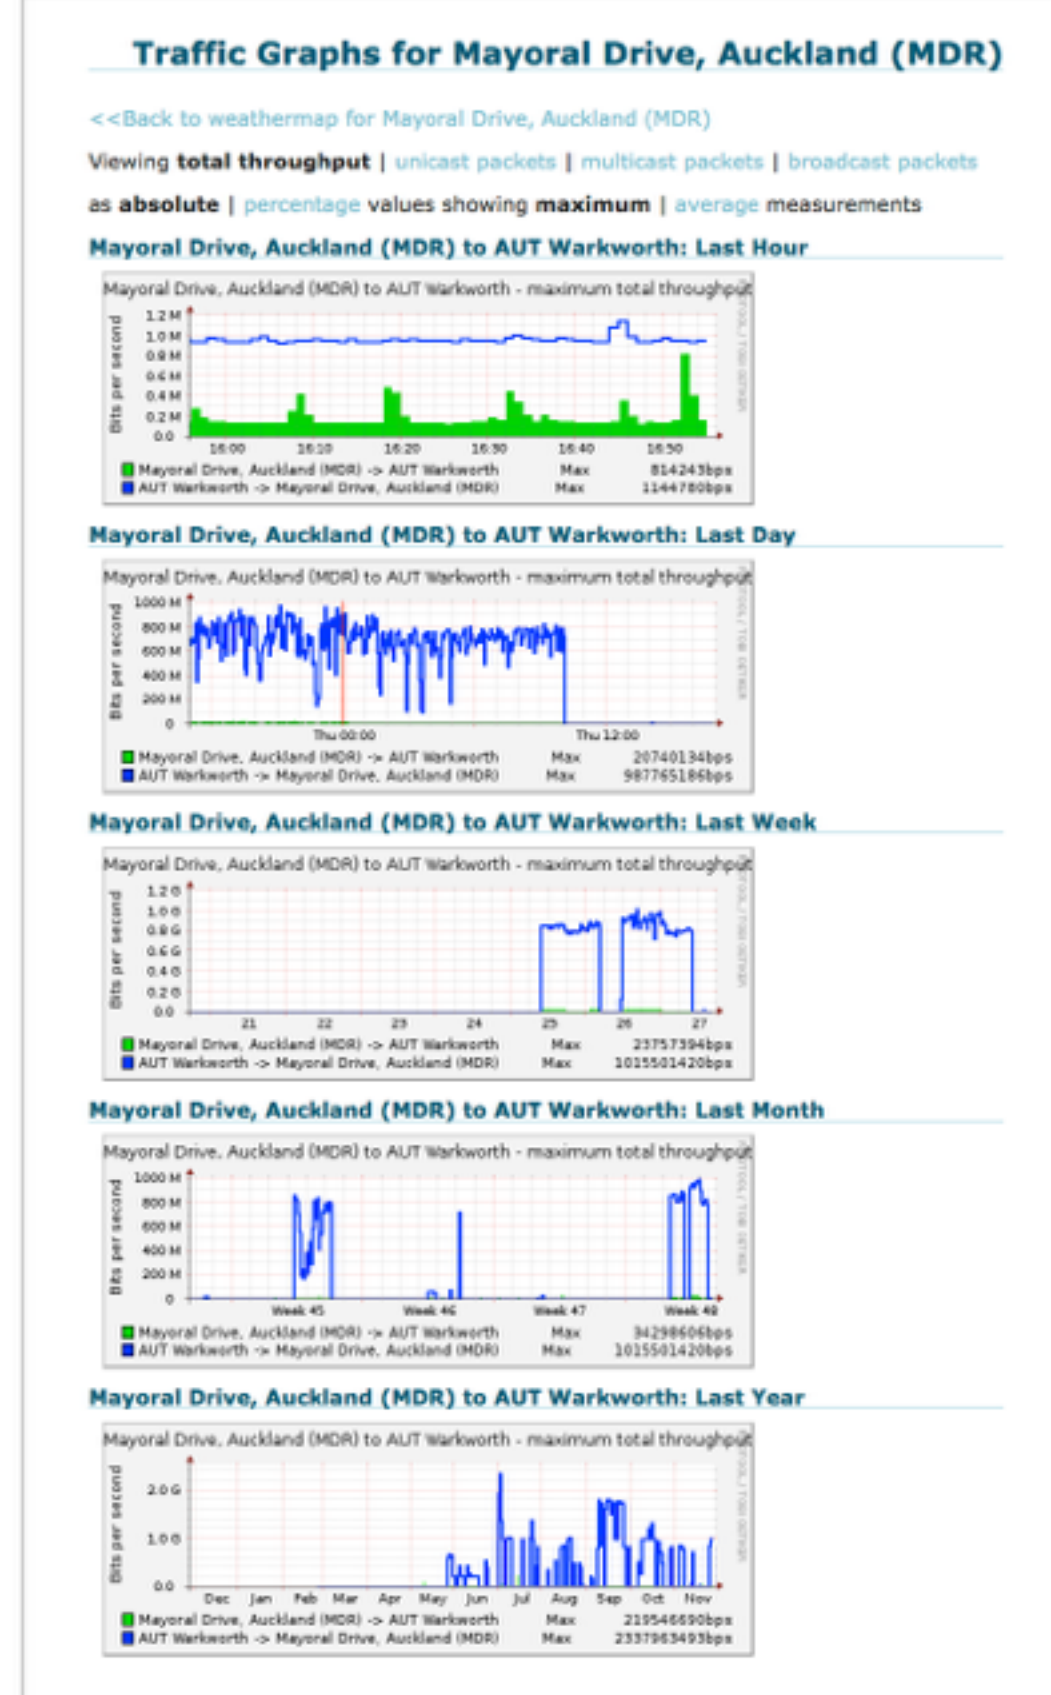 Traffic Graphs for Mayoral Drive, Auckland (MDR)
<<Back to weathermap for Mayoral Drive, Auckland (MDR)
Viewing total throughput | unicast packets | multicast packets | broadcast packets
as absolute | percentage values showing maximum | average measurements
Mayoral Drive, Auckland (MDR) to AUT Warkworth: Last Hour
Mayoral Drive, Auckland (MDR) to AUT Warkworth - maximum total throughput
Bits per second
1.2 M
1.0 M
0.8 M
0.6 M
0.4 M
0.2 M
0.0
16:00 16:10 16:20 16:30 16:40 16:50
Mayoral Drive, Auckland (MDR) -> AUT Warkworth Max 814243bps
AUT Warkworth -> Mayoral Drive, Auckland (MDR) Max 1144780bps
Mayoral Drive, Auckland (MDR) to AUT Warkworth: Last Day
Mayoral Drive, Auckland (MDR) to AUT Warkworth - maximum total throughput
Bits per second
1000 M
800 M
600 M
400 M
200 M
0
Thu 00:00 Thu 12:00
Mayoral Drive, Auckland (MDR) -> AUT Warkworth Max 20740134bps
AUT Warkworth -> Mayoral Drive, Auckland (MDR) Max 987765186bps
Mayoral Drive, Auckland (MDR) to AUT Warkworth: Last Week
Mayoral Drive, Auckland (MDR) to AUT Warkworth - maximum total throughput
Bits per second
1.2 G
1.0 G
0.8 G
0.6 G
0.4 G
0.2 G
0.0
21 22 23 24 25 26 27
Mayoral Drive, Auckland (MDR) -> AUT Warkworth Max 23757394bps
AUT Warkworth -> Mayoral Drive, Auckland (MDR) Max 1015501420bps
Mayoral Drive, Auckland (MDR) to AUT Warkworth: Last Month
Mayoral Drive, Auckland (MDR) to AUT Warkworth - maximum total throughput
Bits per second
1000 M
800 M
600 M
400 M
200 M
0
Week 45 Week 46 Week 47 Week 48
Mayoral Drive, Auckland (MDR) -> AUT Warkworth Max 34298606bps
AUT Warkworth -> Mayoral Drive, Auckland (MDR) Max 1015501420bps
Mayoral Drive, Auckland (MDR) to AUT Warkworth: Last Year
Mayoral Drive, Auckland (MDR) to AUT Warkworth - maximum total throughput
Bits per second
2.0 G
1.0 G
0.0
Dec Jan Feb Mar Apr May Jun Jul Aug Sep Oct Nov
Mayoral Drive, Auckland (MDR) -> AUT Warkworth Max 219546690bps
AUT Warkworth -> Mayoral Drive, Auckland (MDR) Max 2337963493bps